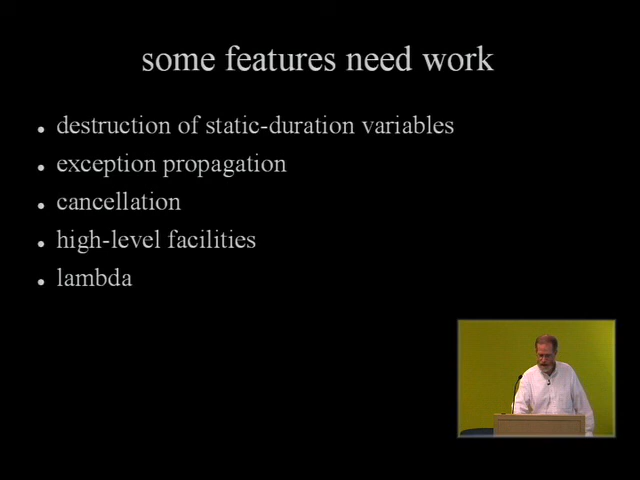 some features need work
destruction of static-duration variables
exception propagation
cancellation
high-level facilities
lambda